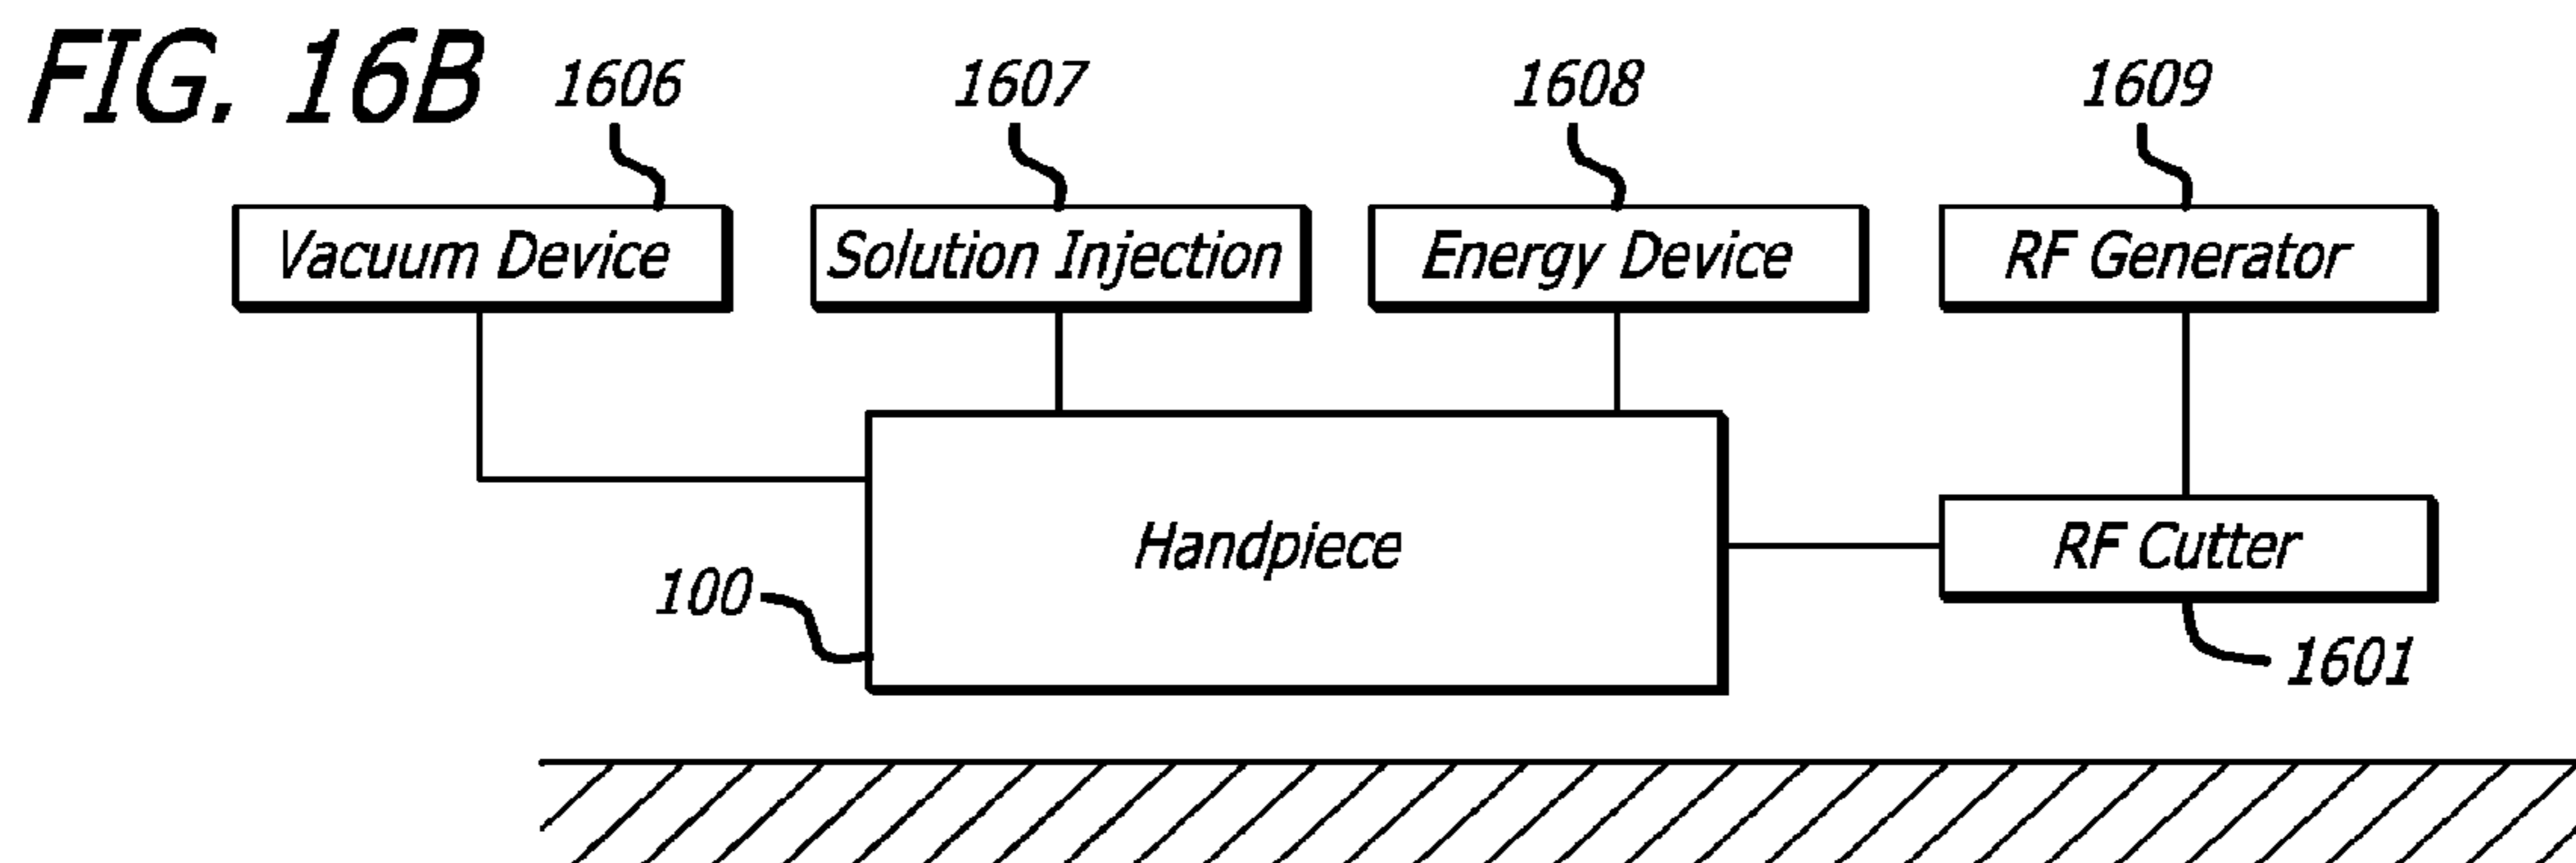 FIG. 16B
1606 1607 1608 1609
Vacuum Device Solution Injection Energy Device RF Generator
Handpiece RF Cutter
100
1601